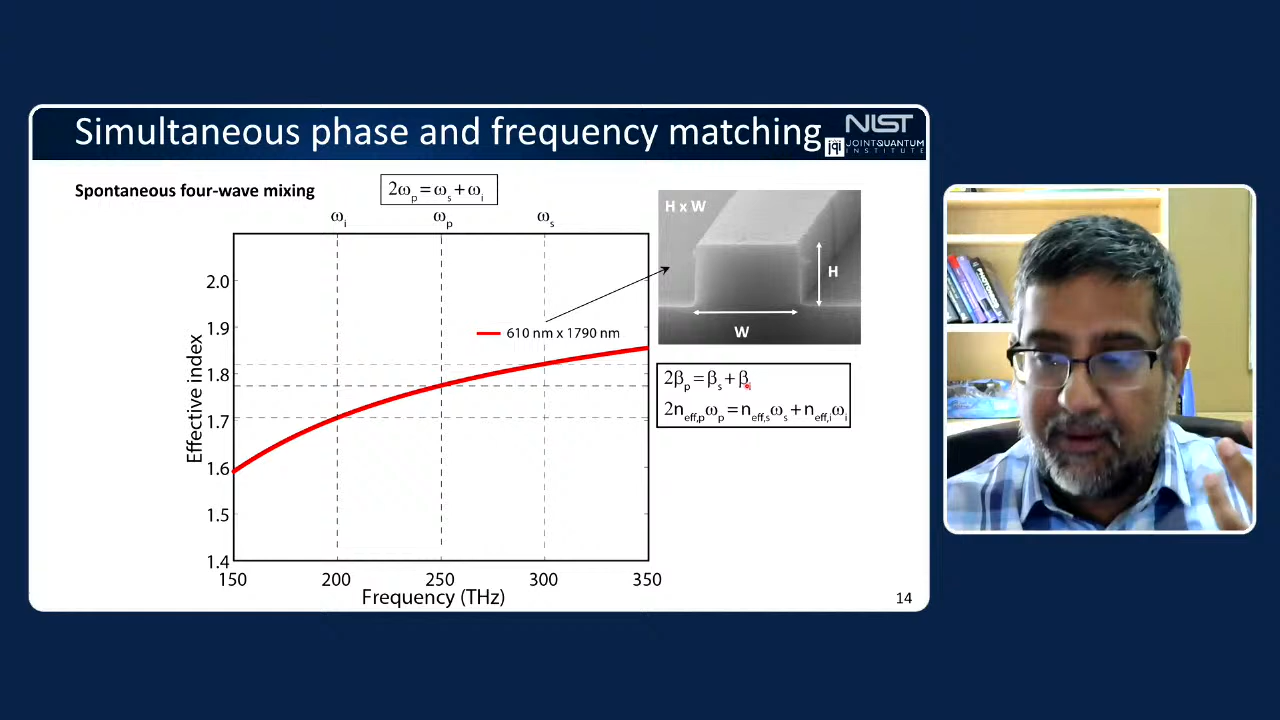 Simultaneous phase and frequency matching
NIST
jqi JOINT QUANTUM
INSTITUTE
Spontaneous four-wave mixing
2ωp = ωs + ωi
ωi ωp ωs
H x W
H
W
2.0
1.9
1.8
1.7
1.6
1.5
1.4
Effective index
610 nm x 1790 nm
2βp = βs + βi
2neff,pωp = neff,sωs + neff,iωi
150 200 250 300 350
Frequency (THz)
14